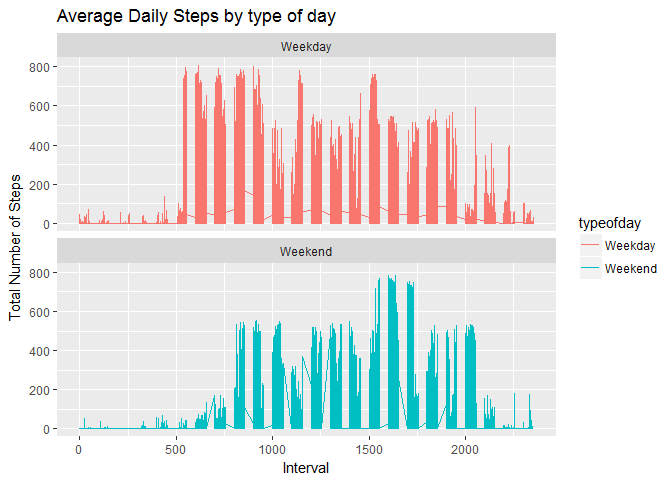 Average Daily Steps by type of day
Weekday
800
600
400
200
0
Weekend
800
600
400
200
0
0 500 1000 1500 2000
Interval
Total Number of Steps
typeofday
Weekday
Weekend